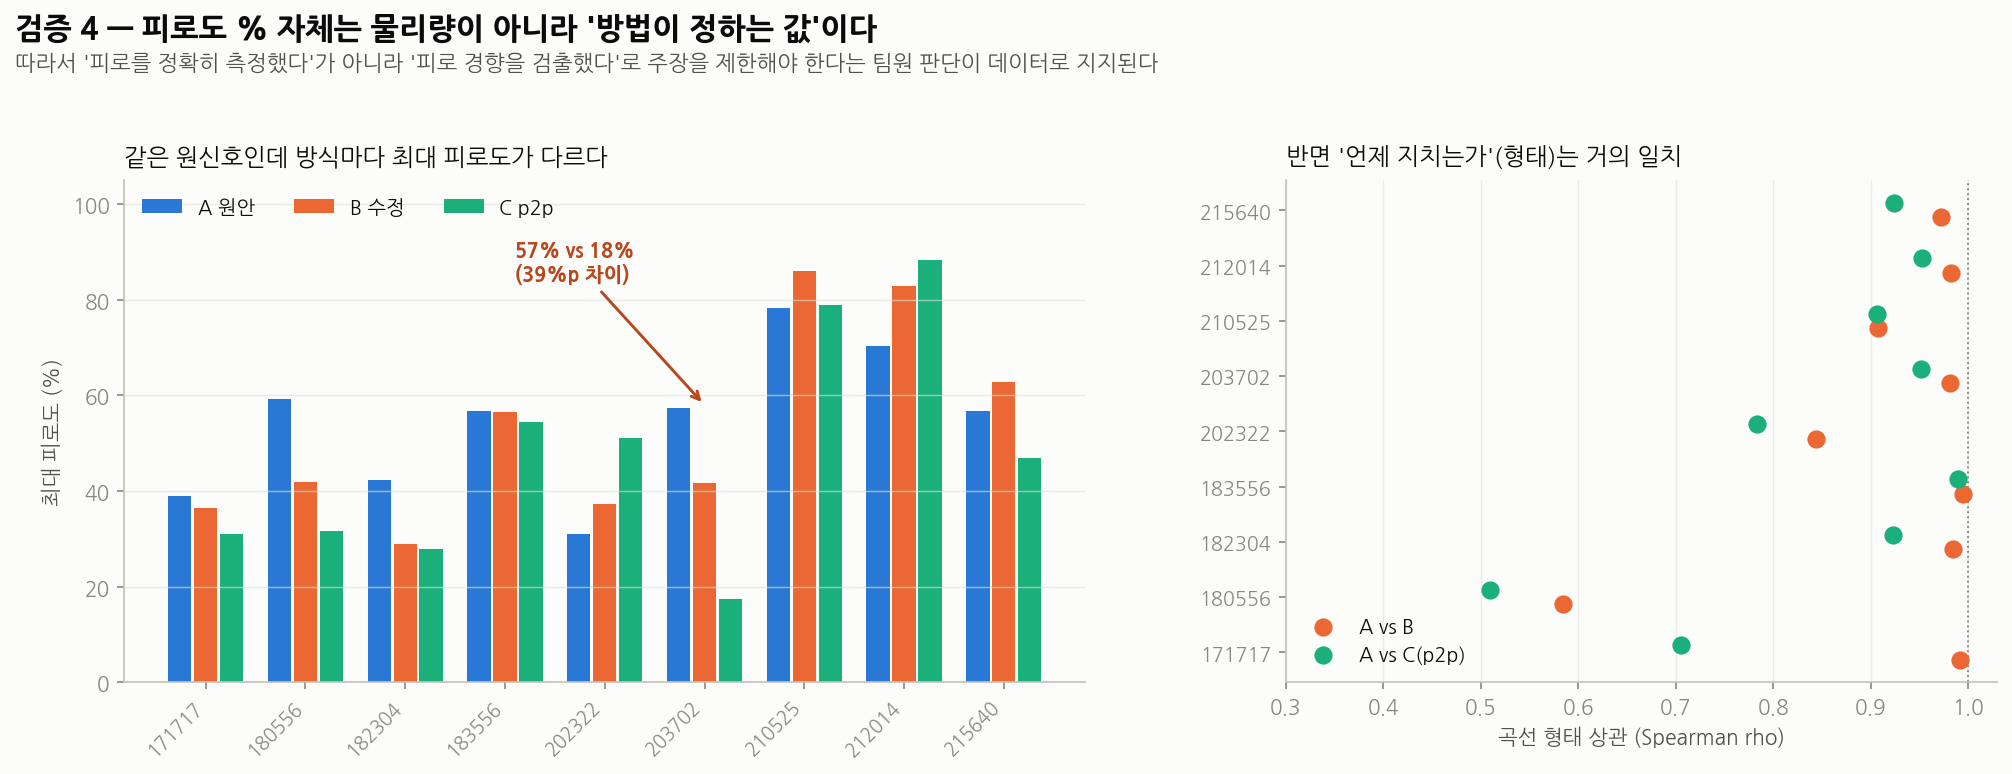 검증 4 — 피로도 % 자체는 물리량이 아니라 '방법이 정하는 값'이다
따라서 '피로를 정확히 측정했다'가 아니라 '피로 경향을 검출했다'로 주장을 제한해야 한다는 팀원 판단이 데이터로 지지된다
같은 원신호인데 방식마다 최대 피로도가 다르다
A 원안
B 수정
C p2p
57% vs 18%
(39%p 차이)
최대 피로도 (%)
100
80
60
40
20
0
171717
180556
182304
183556
202322
203702
210525
212014
215640
반면 '언제 지치는가'(형태)는 거의 일치
215640
212014
210525
203702
202322
183556
182304
180556
171717
A vs B
A vs C(p2p)
0.3
0.4
0.5
0.6
0.7
0.8
0.9
1.0
곡선 형태 상관 (Spearman rho)